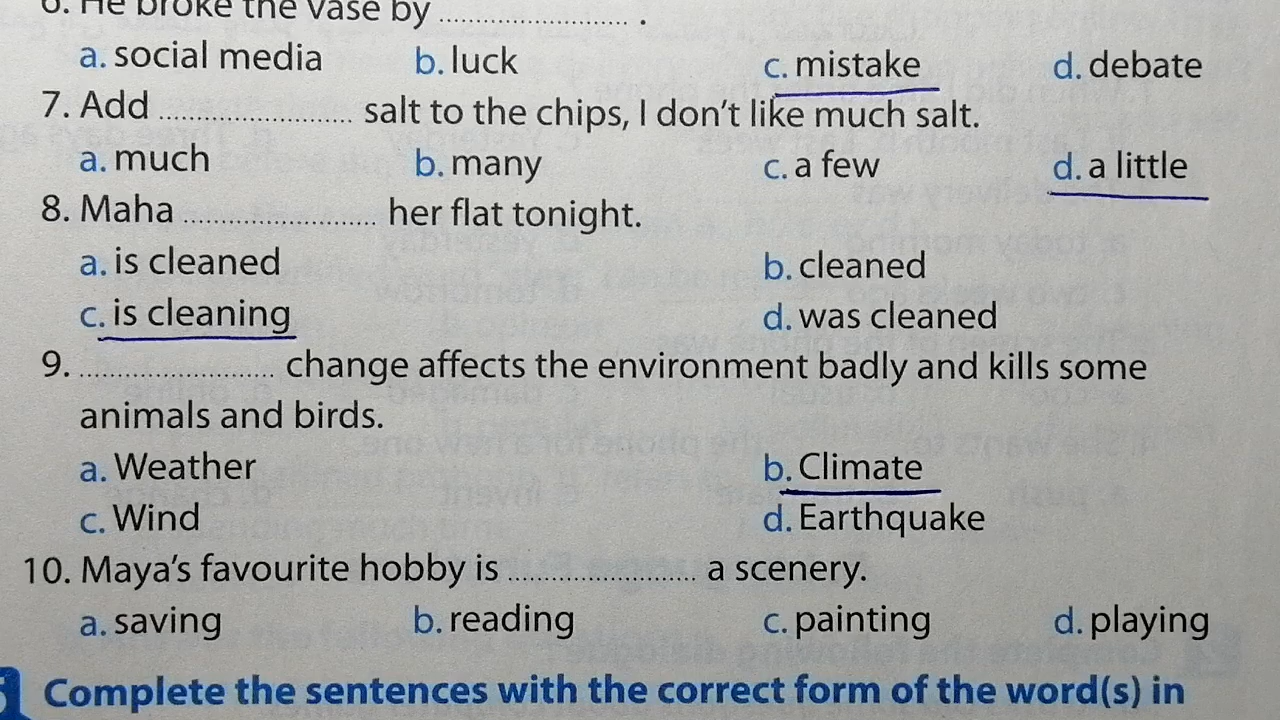 6. He broke the vase by ........................... .
a. social media b. luck c. mistake d. debate
7. Add ........................... salt to the chips, I don't like much salt.
a. much b. many c. a few d. a little
8. Maha ........................... her flat tonight.
a. is cleaned b. cleaned
c. is cleaning d. was cleaned
9. ........................... change affects the environment badly and kills some
animals and birds.
a. Weather b. Climate
c. Wind d. Earthquake
10. Maya's favourite hobby is ........................... a scenery.
a. saving b. reading c. painting d. playing
Complete the sentences with the correct form of the word(s) in